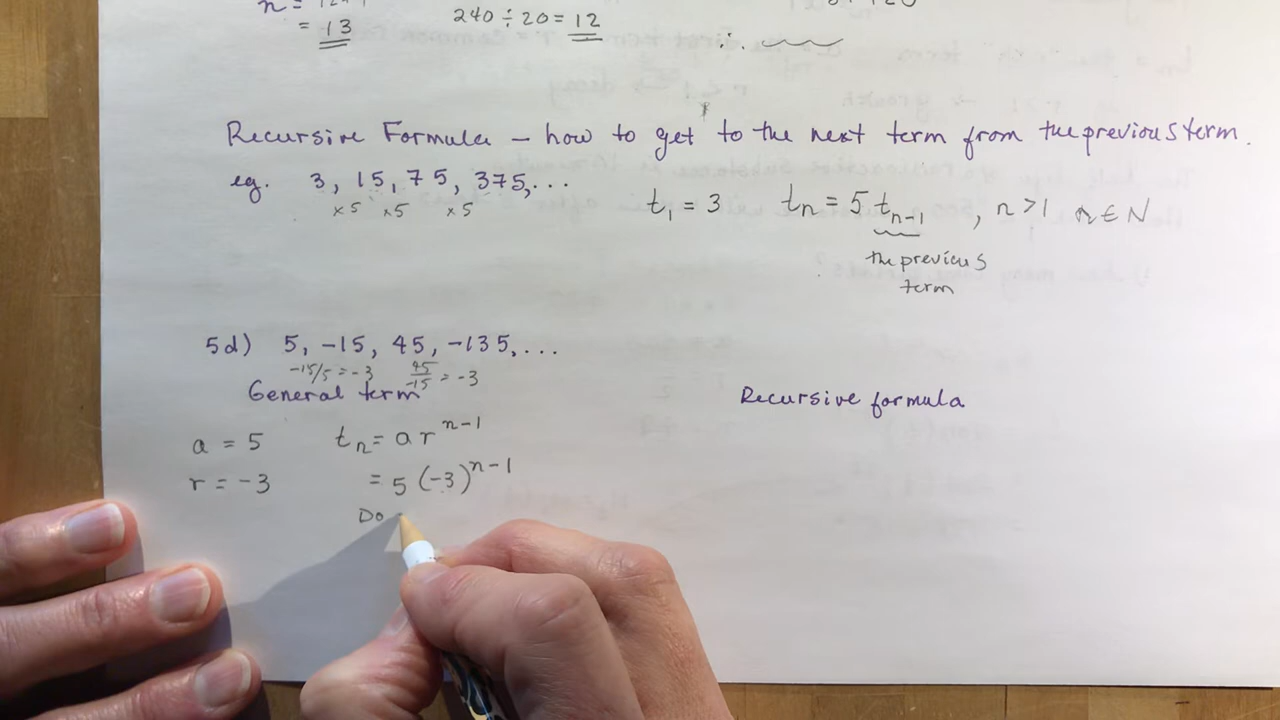 = 13
240 ÷ 20 = 12
∴
Recursive Formula – how to get to the next term from the previous term.
eg. 3, 15, 75, 375, ...
×5 ×5 ×5
t₁ = 3 tₙ = 5 tₙ₋₁ , n > 1 n ∈ N
the previous
term
5d) 5, -15, 45, -135, ...
-15/5 = -3 45/-15 = -3
General term
a = 5 tₙ = a r^(n-1)
r = -3 = 5 (-3)^(n-1)
Do
Recursive formula